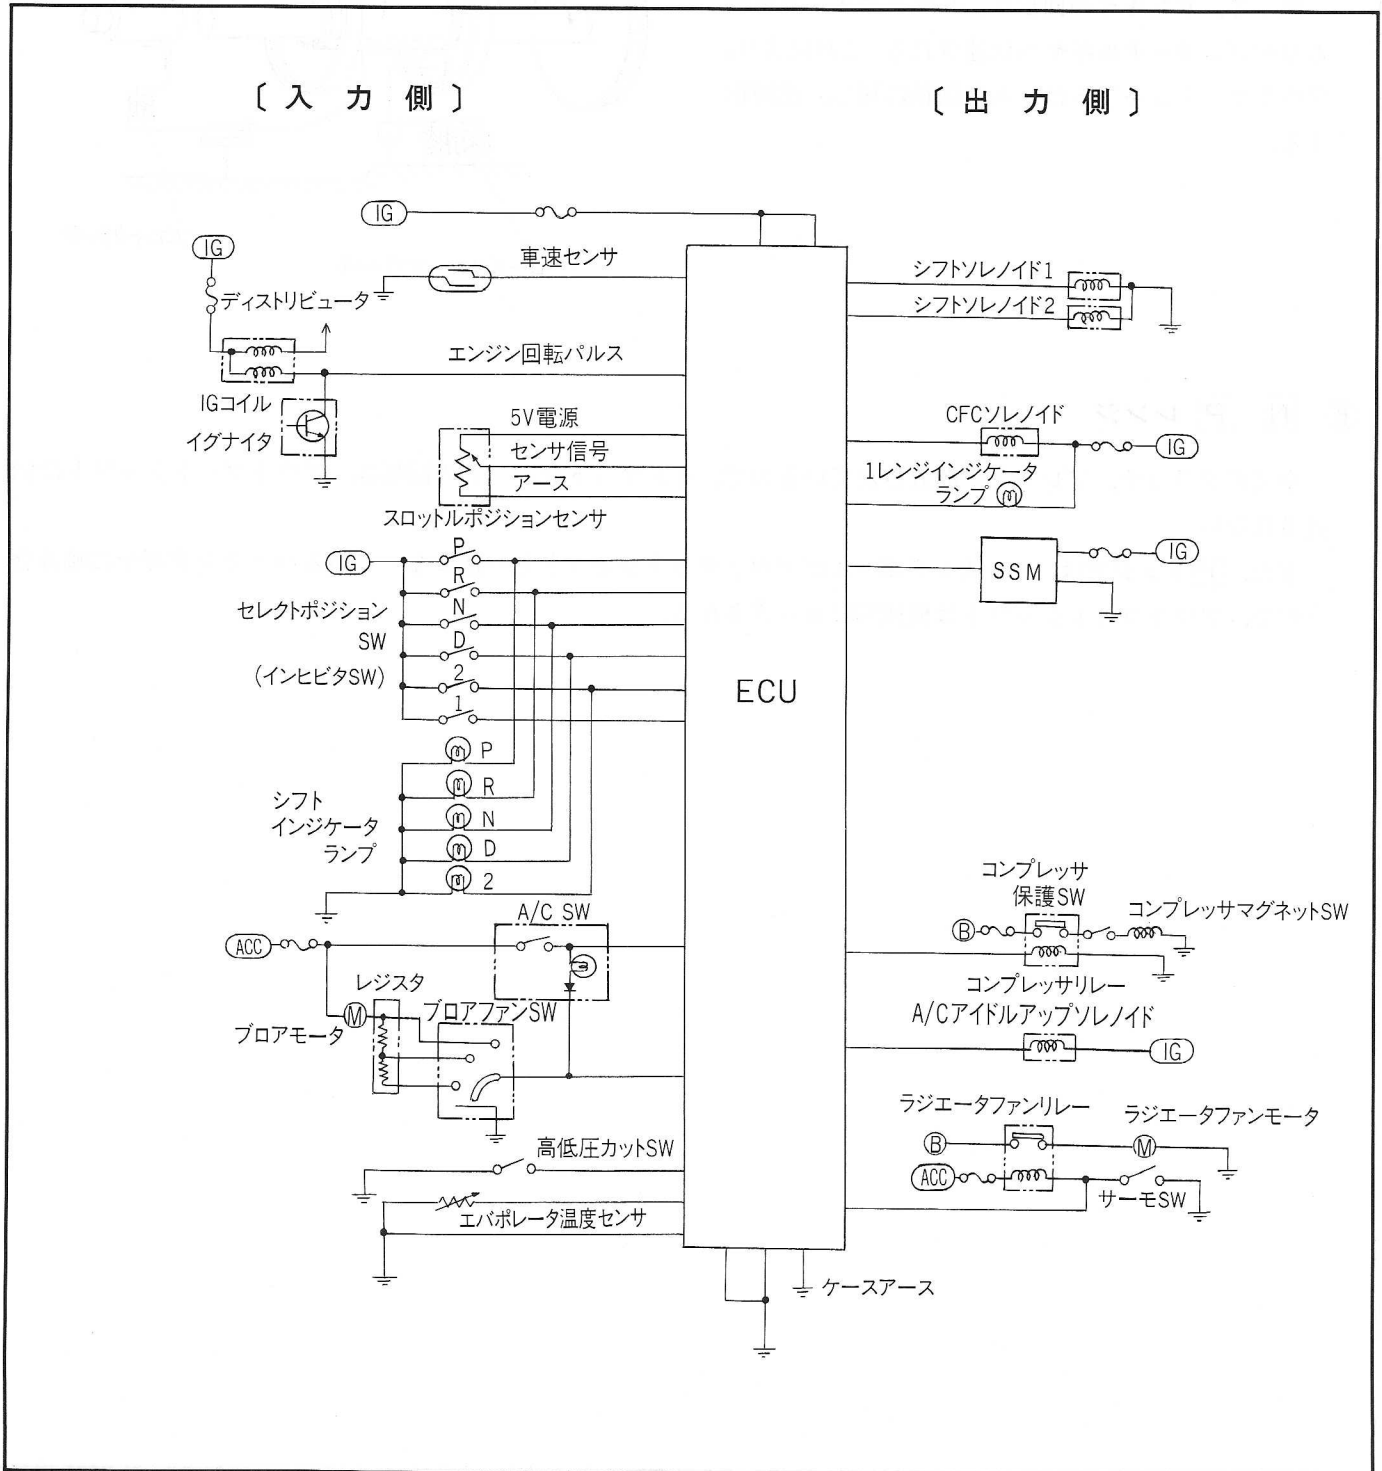 〔 入 力 側 〕
〔 出 力 側 〕
IG
IG
車速センサ
ディストリビュータ
エンジン回転パルス
IGコイル
イグナイタ
5V電源
センサ信号
アース
スロットルポジションセンサ
IG
P
R
N
D
2
1
セレクトポジション
SW
(インヒビタSW)
P
R
N
D
2
シフト
インジケータ
ランプ
A/C SW
ACC
レジスタ
M
ブロアモータ
ブロアファンSW
高低圧カットSW
エバポレータ温度センサ
ECU
ケースアース
シフトソレノイド1
シフトソレノイド2
CFCソレノイド
IG
1レンジインジケータ
ランプ
SSM
IG
コンプレッサ
保護SW
コンプレッサマグネットSW
B
コンプレッサリレー
A/Cアイドルアップソレノイド
IG
ラジエータファンリレー
ラジエータファンモータ
B
M
ACC
サーモSW